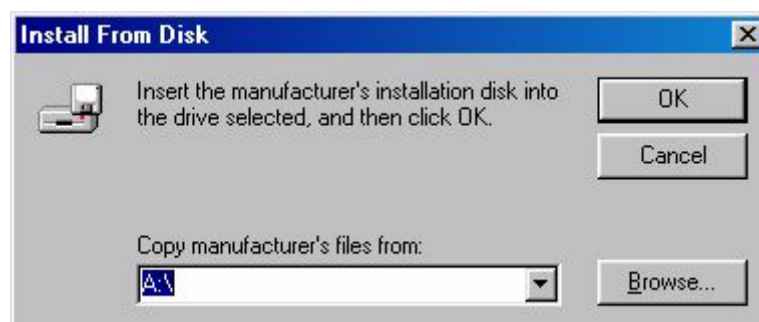 Install From Disk
Insert the manufacturer's installation disk into
the drive selected, and then click OK.
OK
Cancel
Copy manufacturer's files from:
A:\
Browse...